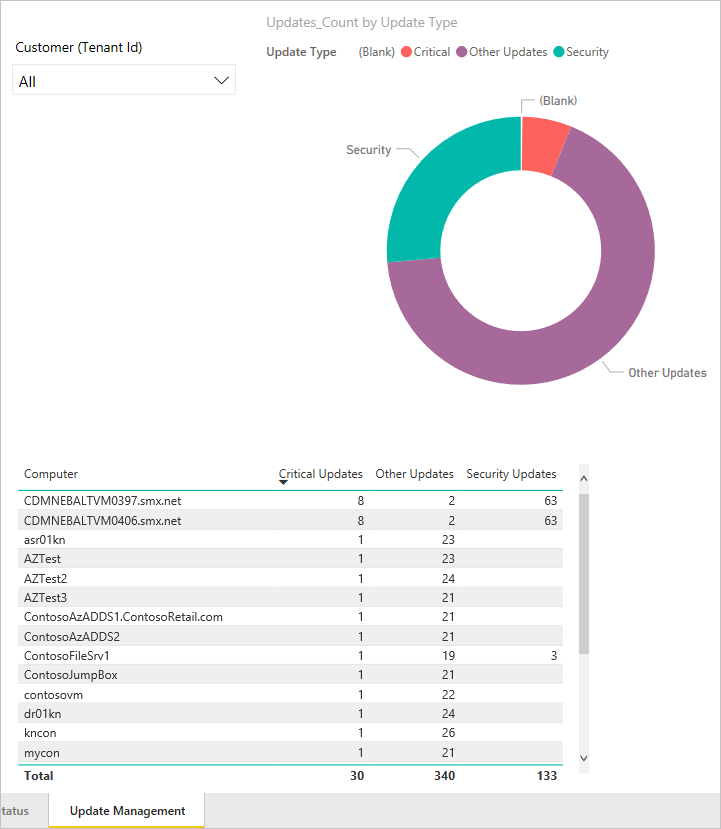 Updates_Count by Update Type
Customer (Tenant Id)
Update Type (Blank) Critical Other Updates Security
All
(Blank)
Security
Other Updates
Computer Critical Updates Other Updates Security Updates
CDMNEBALTVM0397.smx.net 8 2 63
CDMNEBALTVM0406.smx.net 8 2 63
asr01kn 1 23
AZTest 1 23
AZTest2 1 24
AZTest3 1 21
ContosoAzADDS1.ContosoRetail.com 1 21
ContosoAzADDS2 1 21
ContosoFileSrv1 1 19 3
ContosoJumpBox 1 21
contosovm 1 22
dr01kn 1 24
kncon 1 26
mycon 1 21
Total 30 340 133
tatus Update Management